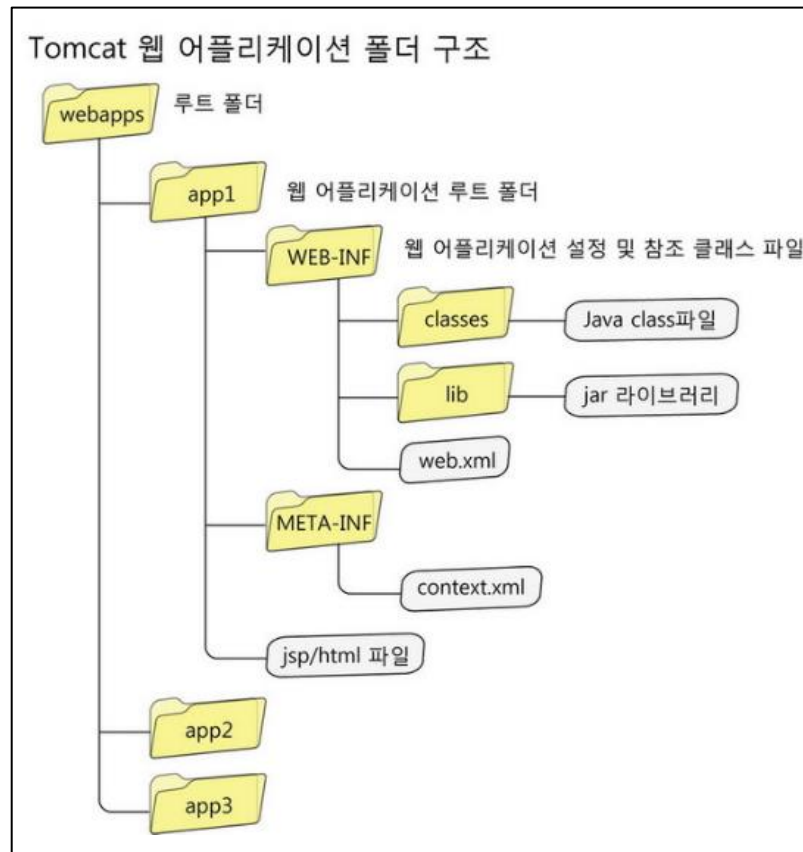 Tomcat 웹 어플리케이션 폴더 구조
webapps 루트 폴더
app1 웹 어플리케이션 루트 폴더
WEB-INF 웹 어플리케이션 설정 및 참조 클래스 파일
classes Java class파일
lib jar 라이브러리
web.xml
META-INF
context.xml
jsp/html 파일
app2
app3